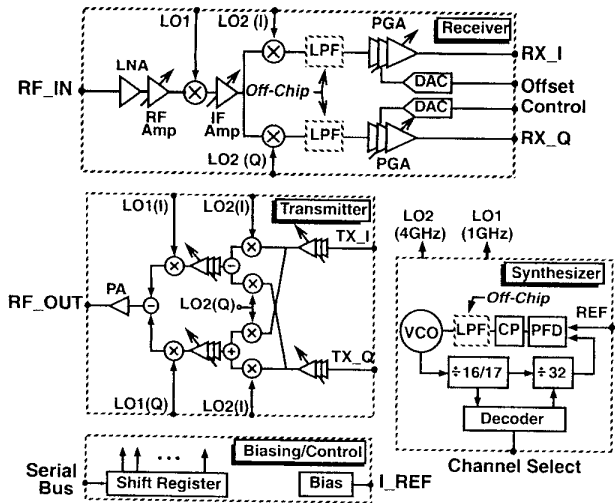 LO1
LO2 (I)
PGA
Receiver
LNA
LPF
RX_I
RF_IN
Off-Chip
DAC
Offset
RF
Amp
IF
Amp
DAC
Control
LPF
RX_Q
LO2 (Q)
PGA
LO1(I)
LO2(I)
Transmitter
TX_I
LO2
(4GHz)
LO1
(1GHz)
Synthesizer
PA
RF_OUT
LO2(Q)
Off-Chip
REF
VCO
LPF
CP
PFD
TX_Q
÷16/17
÷32
LO1(Q)
LO2(I)
Decoder
Biasing/Control
Channel Select
Serial
Bus
Shift Register
Bias
I_REF